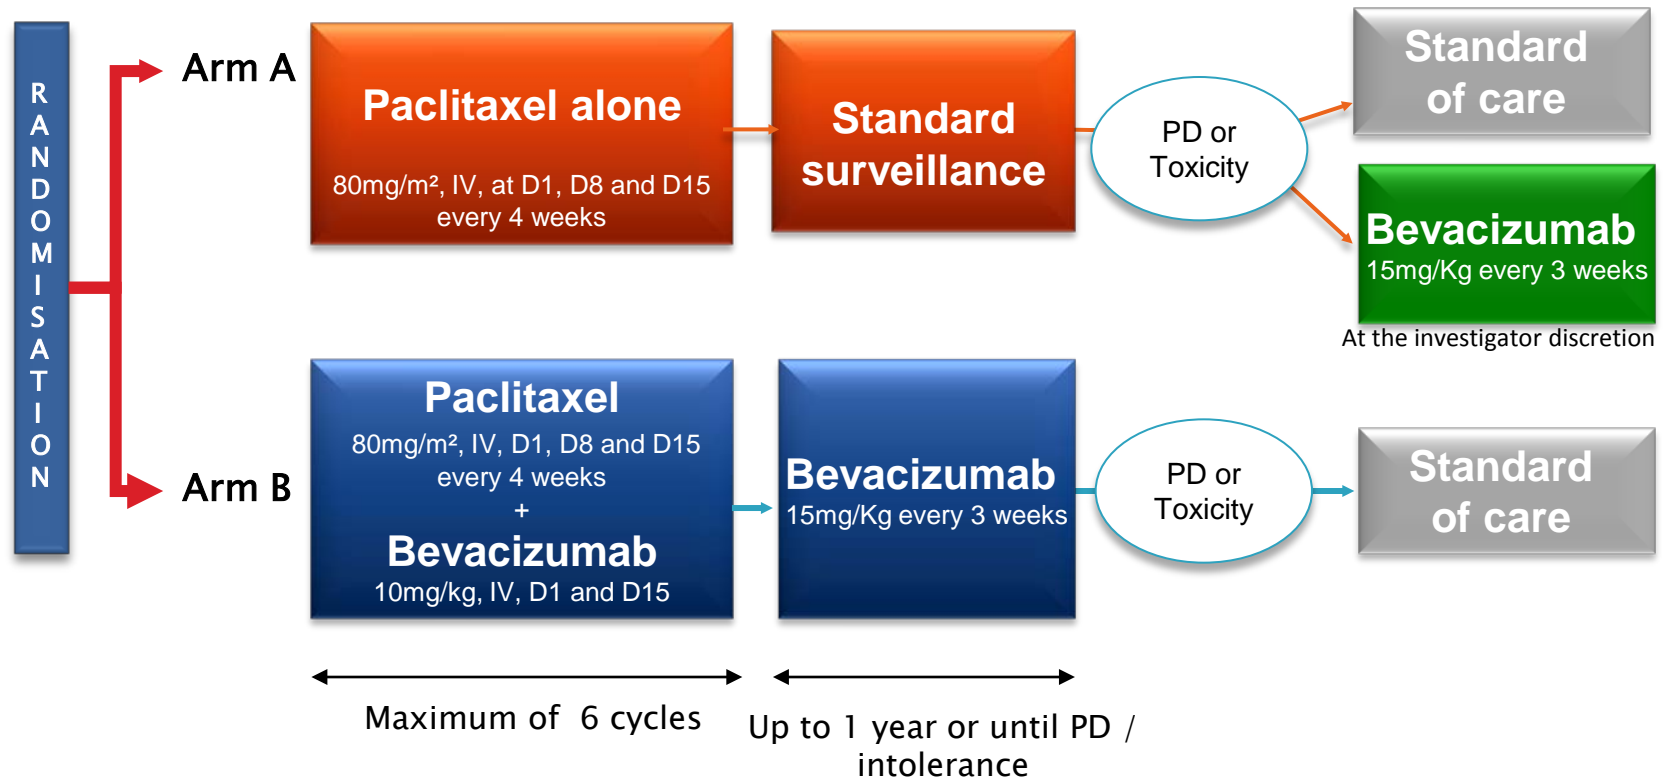 RANDOMISATION
Arm A
Paclitaxel alone
80mg/m², IV, at D1, D8 and D15
every 4 weeks
Standard
surveillance
PD or
Toxicity
Standard
of care
Bevacizumab
15mg/Kg every 3 weeks
At the investigator discretion
Arm B
Paclitaxel
80mg/m², IV, D1, D8 and D15
every 4 weeks
+
Bevacizumab
10mg/kg, IV, D1 and D15
Bevacizumab
15mg/Kg every 3 weeks
PD or
Toxicity
Standard
of care
Maximum of 6 cycles
Up to 1 year or until PD /
intolerance